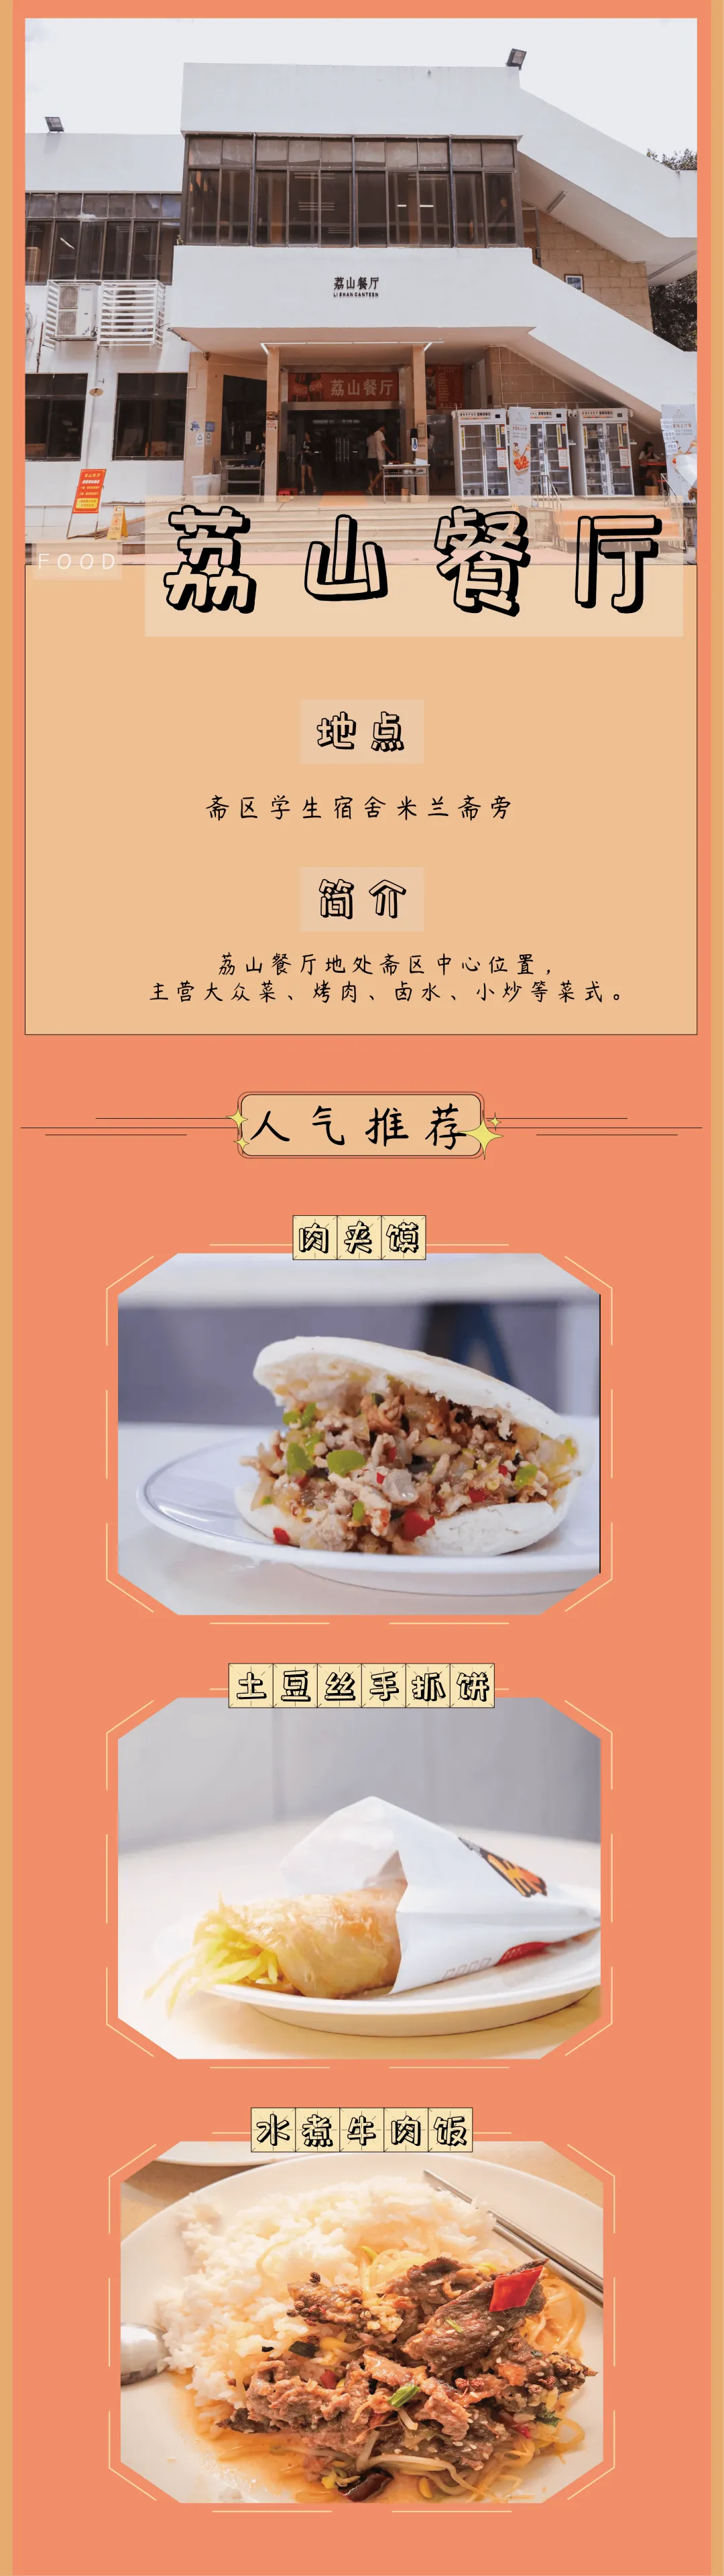 荔山餐厅
LI SHAN CANTEEN
荔山餐厅
FOOD
荔山餐厅
地点
斋区学生宿舍米兰斋旁
简介
荔山餐厅地处斋区中心位置，
主营大众菜、烤肉、卤水、小炒等菜式。
人气推荐
肉夹馍
土豆丝手抓饼
水煮牛肉饭